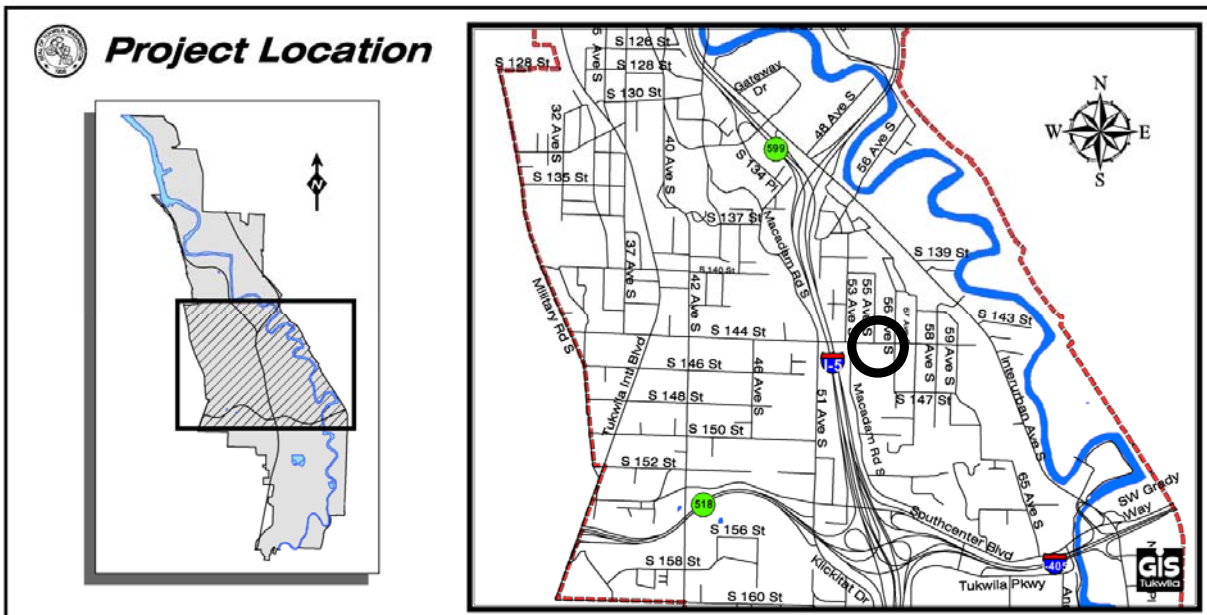 Project Location
N
N
W E
S
5 Ave S
S 126 St
S 128 St
S 128 St
S 130 St
Gateway Dr
32 Ave S
40 Ave S
48 Ave S
56 Ave S
599
S 134 Pl
S 135 St
S 137 St
Macadam Rd S
S 139 St
37 Ave S
S 140 St
42 Ave S
Military Rd S
53 Ave S
55 Ave S
56 Ave S
57 Ave
58 Ave S
59 Ave S
S 143 St
S 144 St
I-5
S 146 St
46 Ave S
Tukwila Intl Blvd
S 147 St
S 148 St
51 Ave S
Macadam Rd S
Interurban Ave S
S 150 St
S 152 St
65 Ave S
SW Grady Way
518
Southcenter Blvd
S 156 St
S 158 St
Klickitat Dr
I-405
Tukwila Pkwy
S 160 St
GIS
Tukwila